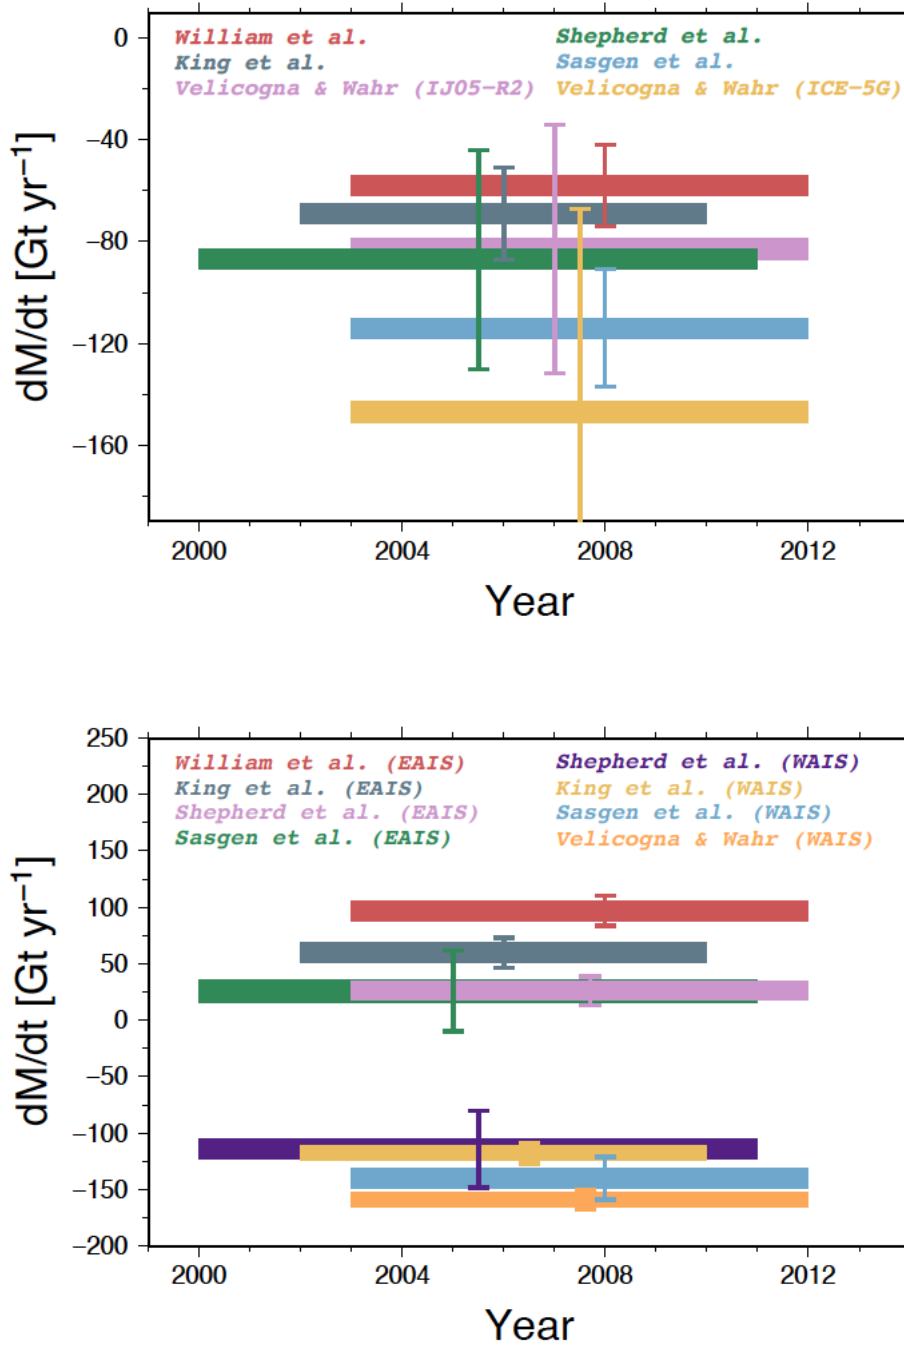 William et al.
Shepherd et al.
King et al.
Sasgen et al.
Velicogna & Wahr (IJ05-R2)
Velicogna & Wahr (ICE-5G)
0
−40
−80
−120
−160
dM/dt [Gt yr⁻¹]
2000 2004 2008 2012
Year
William et al. (EAIS)
Shepherd et al. (WAIS)
King et al. (EAIS)
King et al. (WAIS)
Shepherd et al. (EAIS)
Sasgen et al. (WAIS)
Sasgen et al. (EAIS)
Velicogna & Wahr (WAIS)
250
200
150
100
50
0
−50
−100
−150
−200
dM/dt [Gt yr⁻¹]
2000 2004 2008 2012
Year